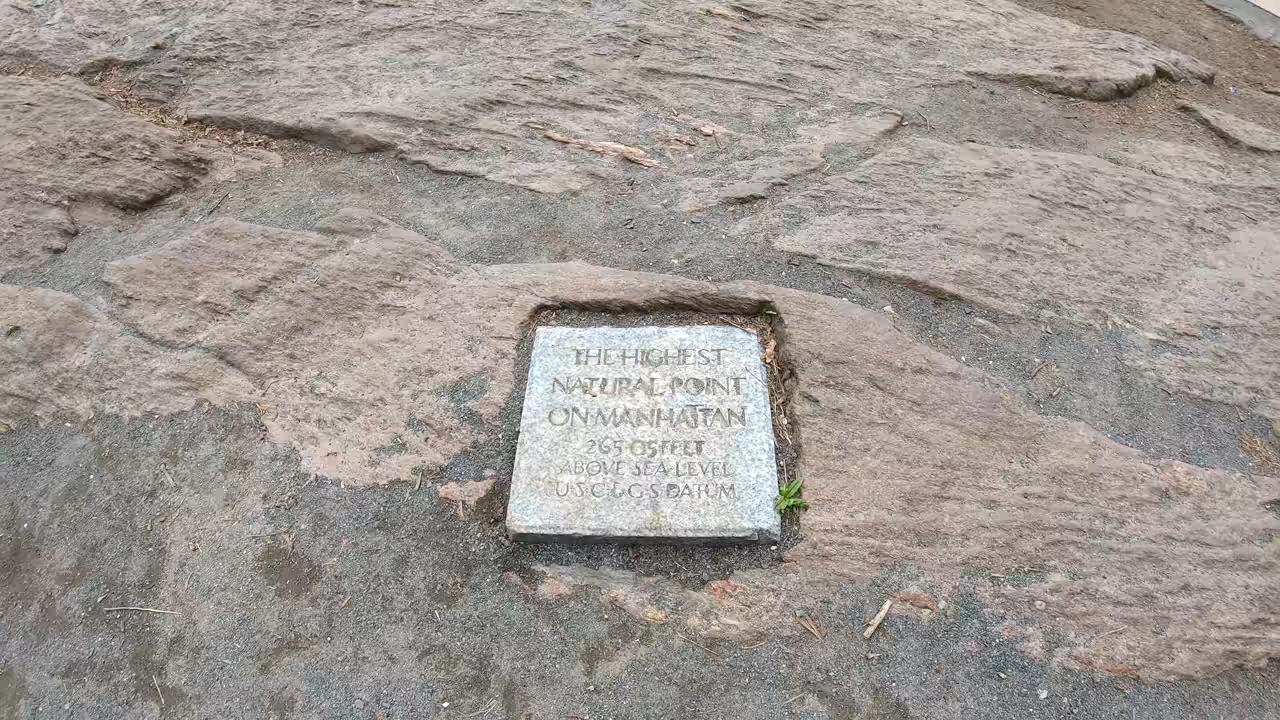 THE HIGHEST
NATURAL POINT
ON MANHATTAN
265.05 FEET
ABOVE SEA LEVEL
U.S.C.&G.S. DATUM